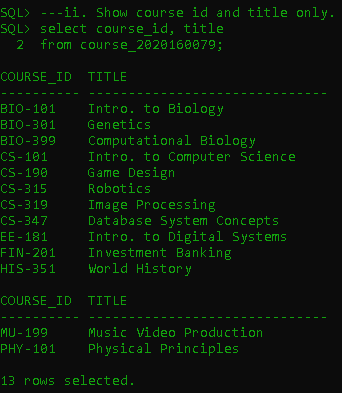 SQL> ---ii. Show course id and title only.
SQL> select course_id, title
  2  from course_2020160079;

COURSE_ID  TITLE
---------- ------------------------------
BIO-101    Intro. to Biology
BIO-301    Genetics
BIO-399    Computational Biology
CS-101     Intro. to Computer Science
CS-190     Game Design
CS-315     Robotics
CS-319     Image Processing
CS-347     Database System Concepts
EE-181     Intro. to Digital Systems
FIN-201    Investment Banking
HIS-351    World History

COURSE_ID  TITLE
---------- ------------------------------
MU-199     Music Video Production
PHY-101    Physical Principles

13 rows selected.